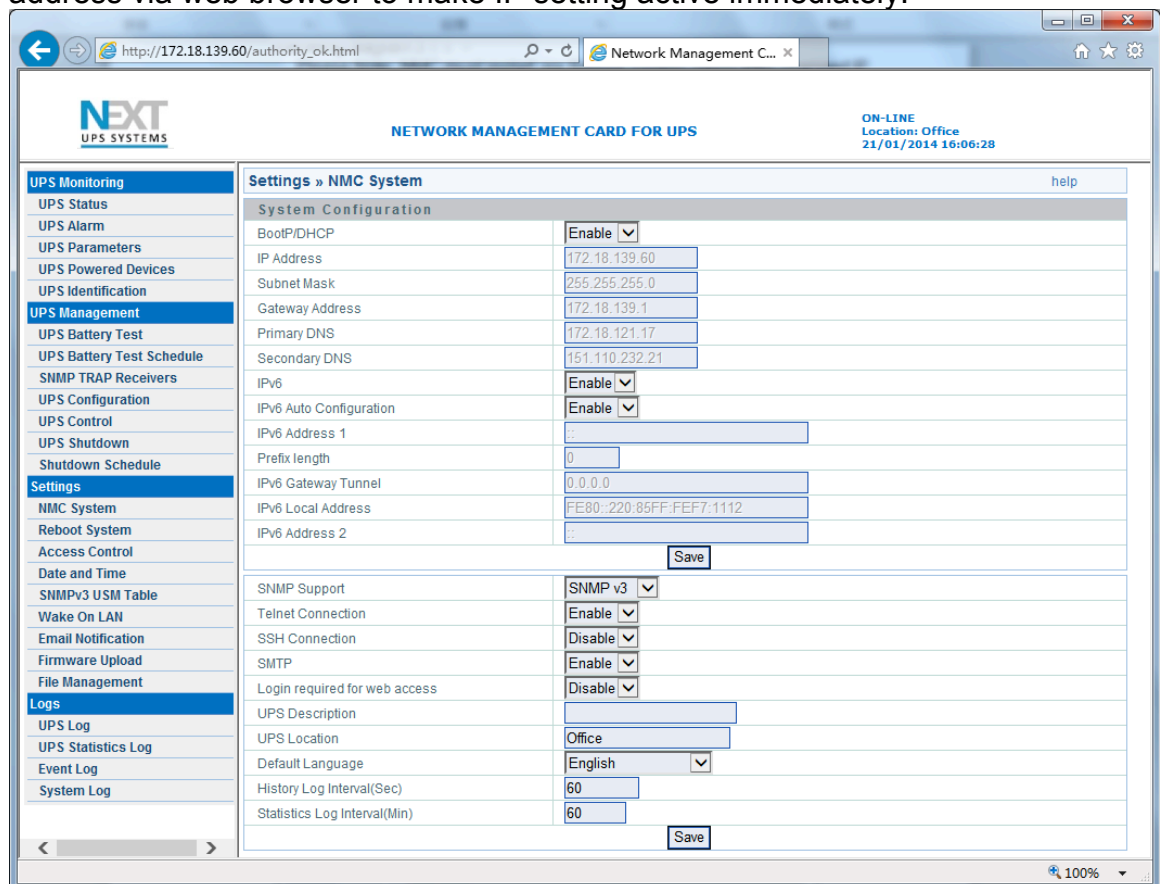 address via web browser to make IP setting active immediately.
http://172.18.139.60/authority_ok.html
Network Management C...
NEXT
UPS SYSTEMS
NETWORK MANAGEMENT CARD FOR UPS
ON-LINE
Location: Office
21/01/2014 16:06:28
UPS Monitoring
UPS Status
UPS Alarm
UPS Parameters
UPS Powered Devices
UPS Identification
UPS Management
UPS Battery Test
UPS Battery Test Schedule
SNMP TRAP Receivers
UPS Configuration
UPS Control
UPS Shutdown
Shutdown Schedule
Settings
NMC System
Reboot System
Access Control
Date and Time
SNMPv3 USM Table
Wake On LAN
Email Notification
Firmware Upload
File Management
Logs
UPS Log
UPS Statistics Log
Event Log
System Log
Settings » NMC System help
System Configuration
BootP/DHCP Enable
IP Address 172.18.139.60
Subnet Mask 255.255.255.0
Gateway Address 172.18.139.1
Primary DNS 172.18.121.17
Secondary DNS 151.110.232.21
IPv6 Enable
IPv6 Auto Configuration Enable
IPv6 Address 1 ::
Prefix length 0
IPv6 Gateway Tunnel 0.0.0.0
IPv6 Local Address FE80::220:85FF:FEF7:1112
IPv6 Address 2 ::
Save
SNMP Support SNMP v3
Telnet Connection Enable
SSH Connection Disable
SMTP Enable
Login required for web access Disable
UPS Description
UPS Location Office
Default Language English
History Log Interval(Sec) 60
Statistics Log Interval(Min) 60
Save
100%